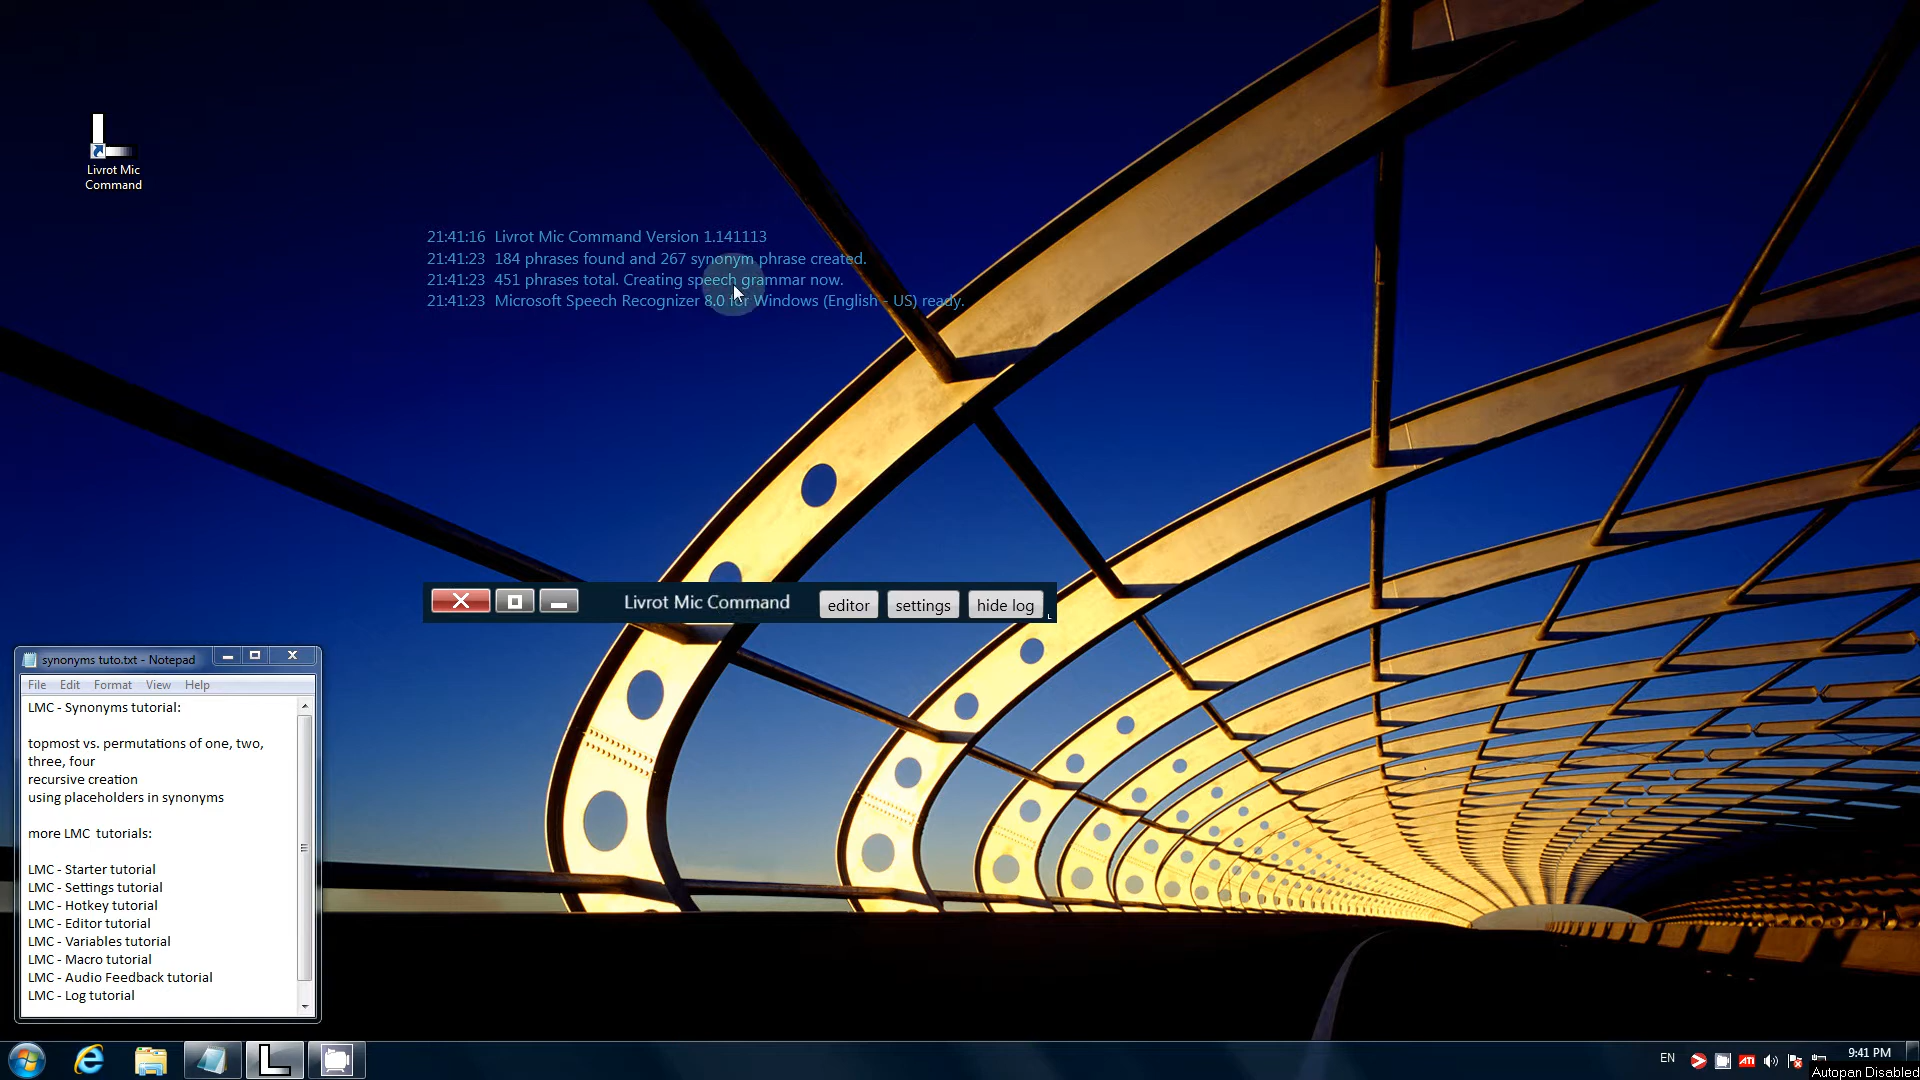 Livrot Mic
Command
21:41:16 Livrot Mic Command Version 1.141113
21:41:23 184 phrases found and 267 synonym phrase created.
21:41:23 451 phrases total. Creating speech grammar now.
21:41:23 Microsoft Speech Recognizer 8.0 for Windows (English - US) ready.
Livrot Mic Command editor settings hide log
synonyms tuto.txt - Notepad
File Edit Format View Help
LMC - Synonyms tutorial:
topmost vs. permutations of one, two,
three, four
recursive creation
using placeholders in synonyms
more LMC tutorials:
LMC - Starter tutorial
LMC - Settings tutorial
LMC - Hotkey tutorial
LMC - Editor tutorial
LMC - Variables tutorial
LMC - Macro tutorial
LMC - Audio Feedback tutorial
LMC - Log tutorial
EN
ATI
9:41 PM
Autopan Disabled